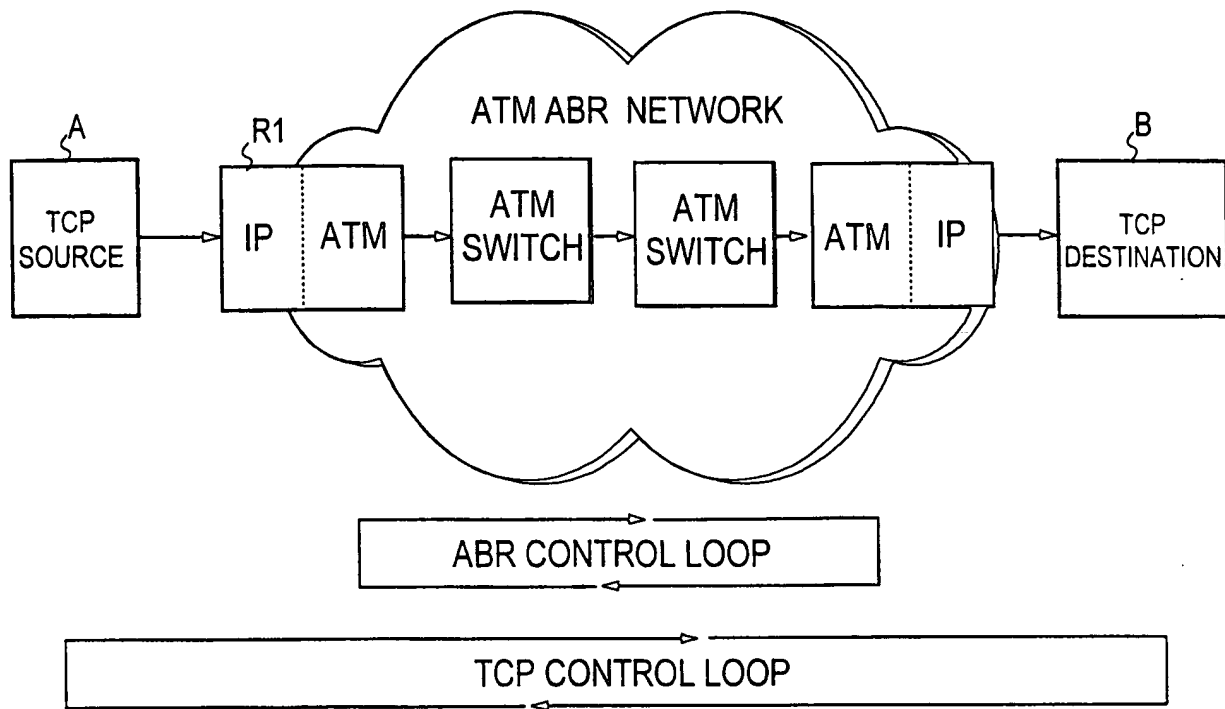 ATM ABR NETWORK
A
R1
B
TCP
SOURCE
IP
ATM
ATM
SWITCH
ATM
SWITCH
ATM
IP
TCP
DESTINATION
ABR CONTROL LOOP
TCP CONTROL LOOP